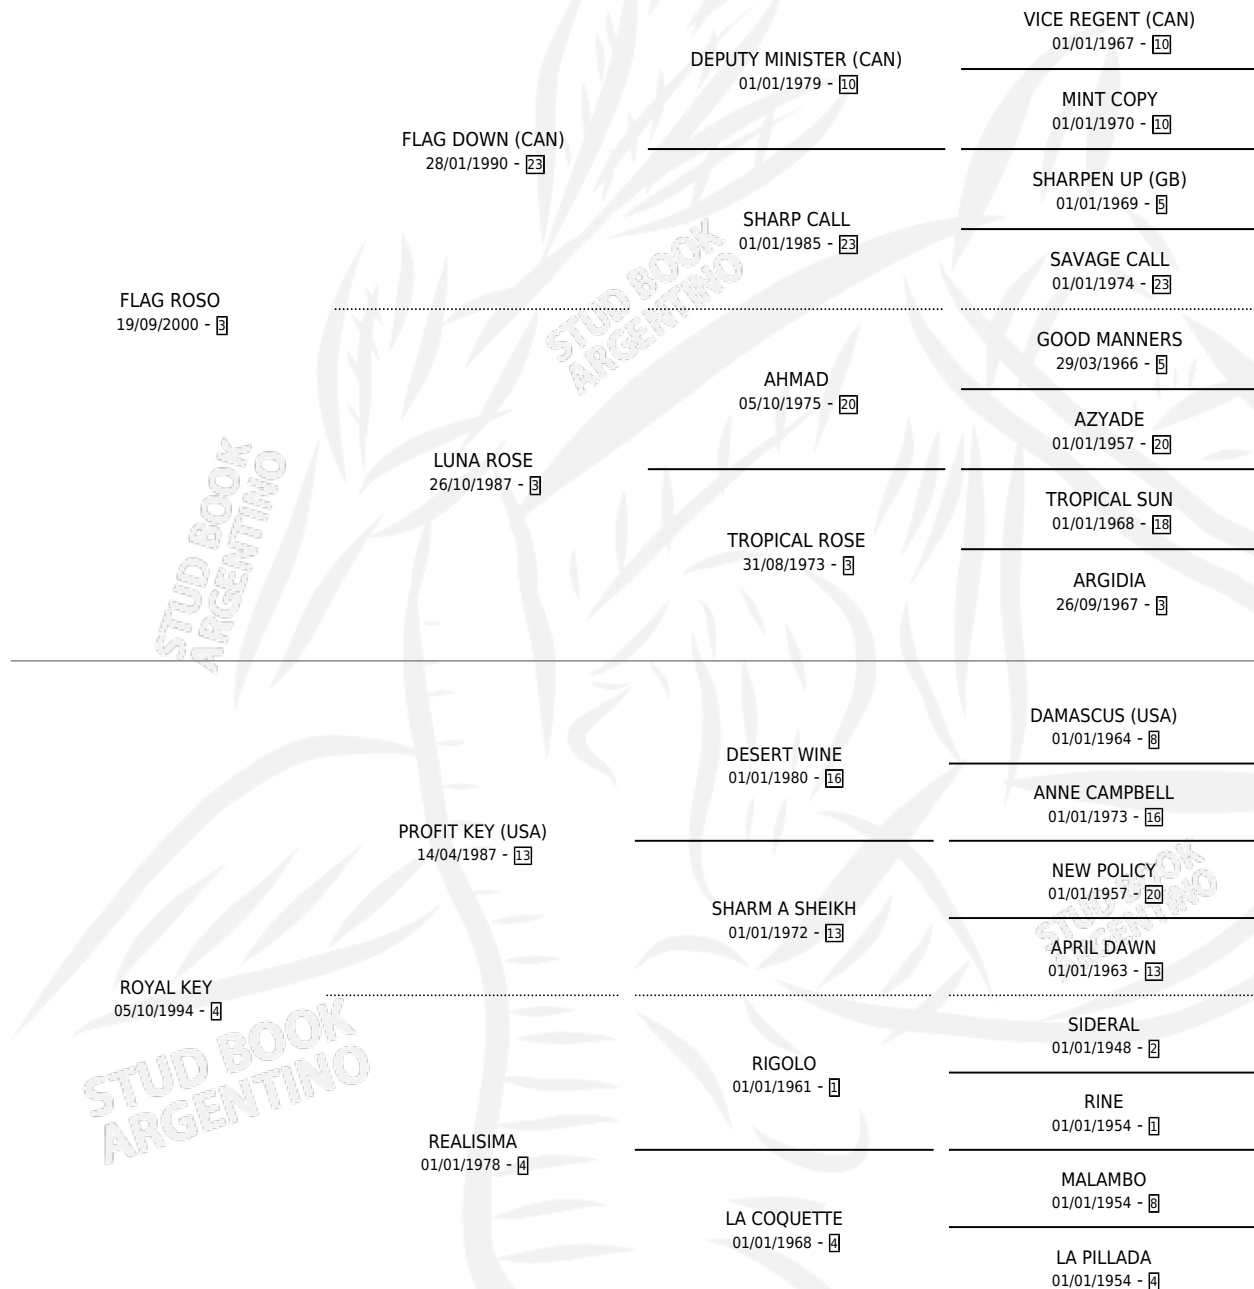 VICE REGENT (CAN)
01/01/1967 - 10
DEPUTY MINISTER (CAN)
01/01/1979 - 10
MINT COPY
01/01/1970 - 10
FLAG DOWN (CAN)
28/01/1990 - 23
SHARPEN UP (GB)
01/01/1969 - 5
SHARP CALL
01/01/1985 - 23
SAVAGE CALL
01/01/1974 - 23
FLAG ROSO
19/09/2000 - 3
GOOD MANNERS
29/03/1966 - 5
AHMAD
05/10/1975 - 20
AZYADE
01/01/1957 - 20
LUNA ROSE
26/10/1987 - 3
TROPICAL SUN
01/01/1968 - 18
TROPICAL ROSE
31/08/1973 - 3
ARGIDIA
26/09/1967 - 3
DAMASCUS (USA)
01/01/1964 - 8
DESERT WINE
01/01/1980 - 16
ANNE CAMPBELL
01/01/1973 - 16
PROFIT KEY (USA)
14/04/1987 - 13
NEW POLICY
01/01/1957 - 20
SHARM A SHEIKH
01/01/1972 - 13
APRIL DAWN
01/01/1963 - 13
ROYAL KEY
05/10/1994 - 4
SIDERAL
01/01/1948 - 2
RIGOLO
01/01/1961 - 1
RINE
01/01/1954 - 1
REALISIMA
01/01/1978 - 4
MALAMBO
01/01/1954 - 8
LA COQUETTE
01/01/1968 - 4
LA PILLADA
01/01/1954 - 4
STUD BOOK
ARGENTINO
STUD BOOK
ARGENTINO
STUD BOOK
ARGENTINO
STUD BOOK
ARGENTINO